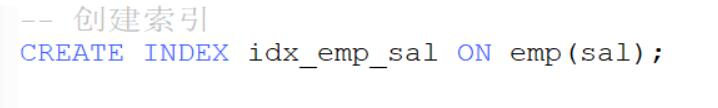 -- 创建索引
CREATE INDEX idx_emp_sal ON emp(sal);